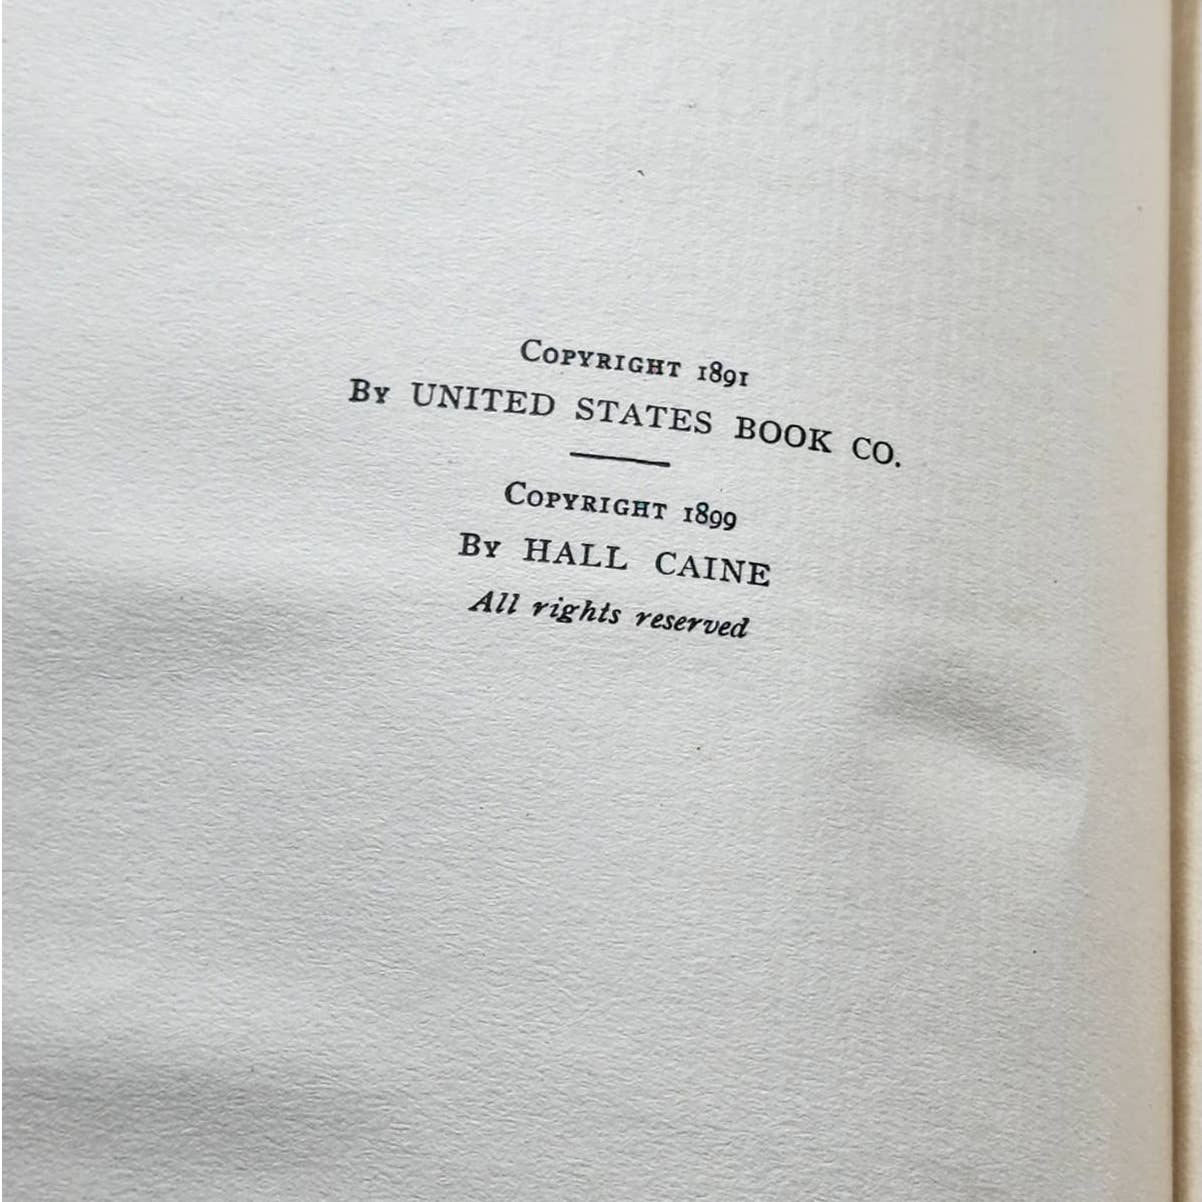 Copyright 1891
By UNITED STATES BOOK CO.
Copyright 1899
By HALL CAINE
All rights reserved